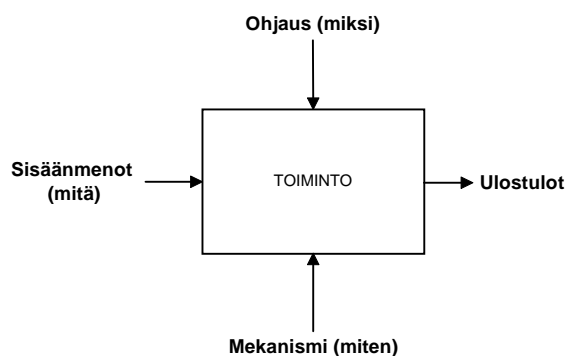 Ohjaus (miksi)
Sisäänmenot
(mitä)
TOIMINTO
Ulostulot
Mekanismi (miten)